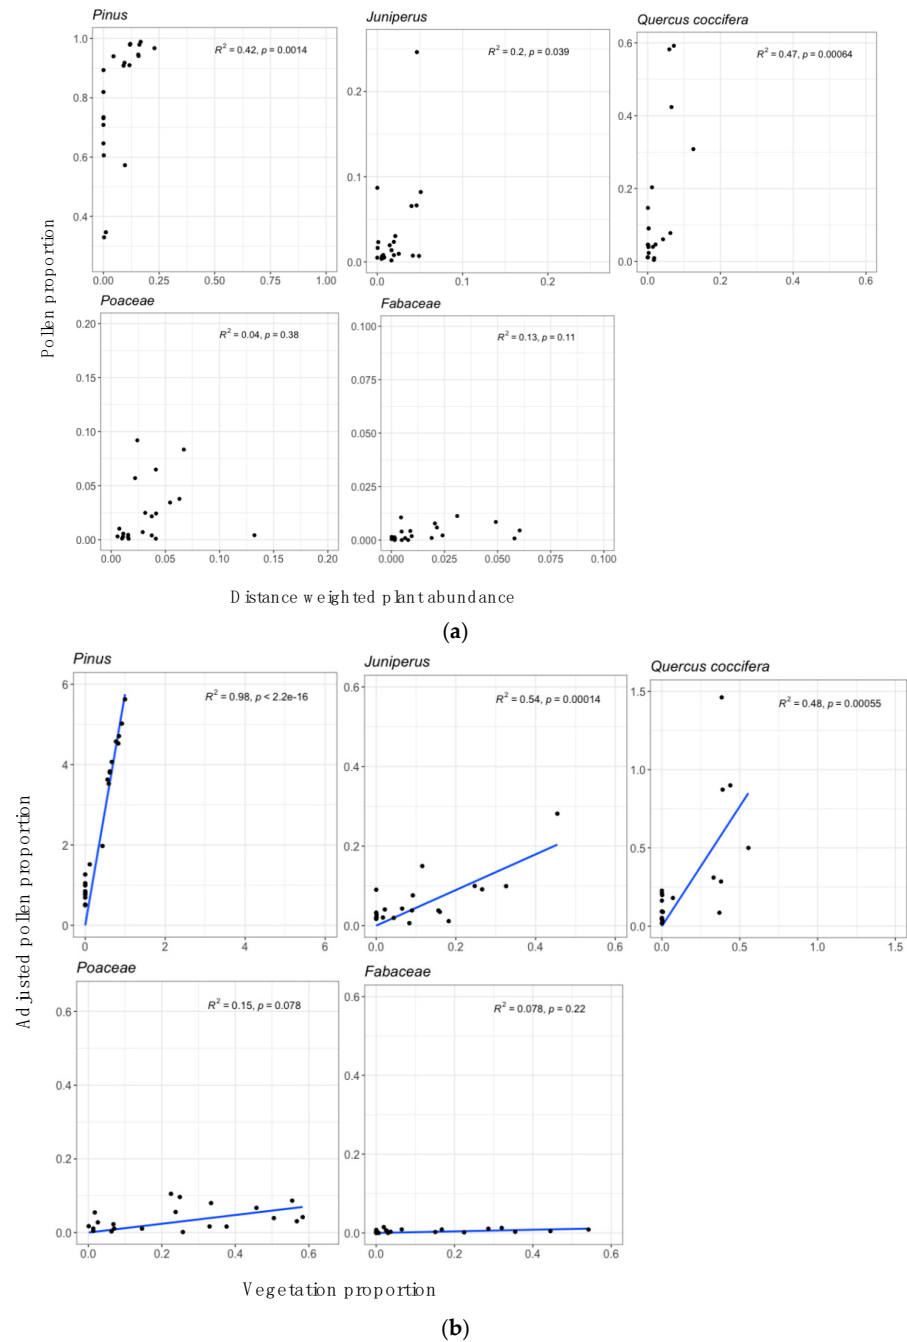 Pinus
Juniperus
Quercus coccifera
R² = 0.42, p = 0.0014
R² = 0.2, p = 0.039
R² = 0.47, p = 0.00064
1.0
0.8
0.6
0.4
0.00 0.25 0.50 0.75 1.00
0.2
0.1
0.0
0.0 0.1 0.2
0.6
0.4
0.2
0.0
0.0 0.2 0.4 0.6
Pollen proportion
Poaceae
Fabaceae
R² = 0.04, p = 0.38
R² = 0.13, p = 0.11
0.20
0.15
0.10
0.05
0.00
0.00 0.05 0.10 0.15 0.20
0.100
0.075
0.050
0.025
0.000
0.000 0.025 0.050 0.075 0.100
Distance weighted plant abundance
(a)
Pinus
Juniperus
Quercus coccifera
R² = 0.98, p < 2.2e-16
R² = 0.54, p = 0.00014
R² = 0.48, p = 0.00055
6
4
2
0
0 2 4 6
0.6
0.4
0.2
0.0
0.0 0.2 0.4 0.6
1.5
1.0
0.5
0.0
0.0 0.5 1.0 1.5
Adjusted pollen proportion
Poaceae
Fabaceae
R² = 0.15, p = 0.078
R² = 0.078, p = 0.22
0.6
0.4
0.2
0.0
0.0 0.2 0.4 0.6
0.6
0.4
0.2
0.0
0.0 0.2 0.4 0.6
Vegetation proportion
(b)